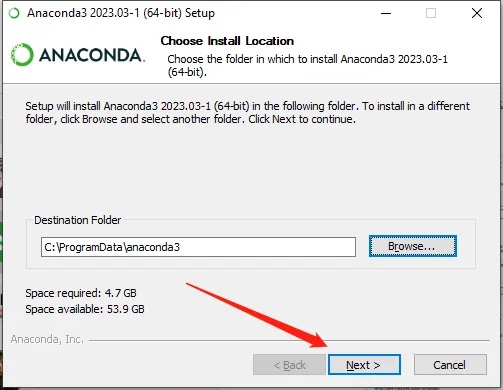 Anaconda3 2023.03-1 (64-bit) Setup
ANACONDA.
Choose Install Location
Choose the folder in which to install Anaconda3 2023.03-1
(64-bit).
Setup will install Anaconda3 2023.03-1 (64-bit) in the following folder. To install in a different
folder, click Browse and select another folder. Click Next to continue.
Destination Folder
C:\ProgramData\anaconda3
Browse...
Space required: 4.7 GB
Space available: 53.9 GB
Anaconda, Inc.
< Back
Next >
Cancel